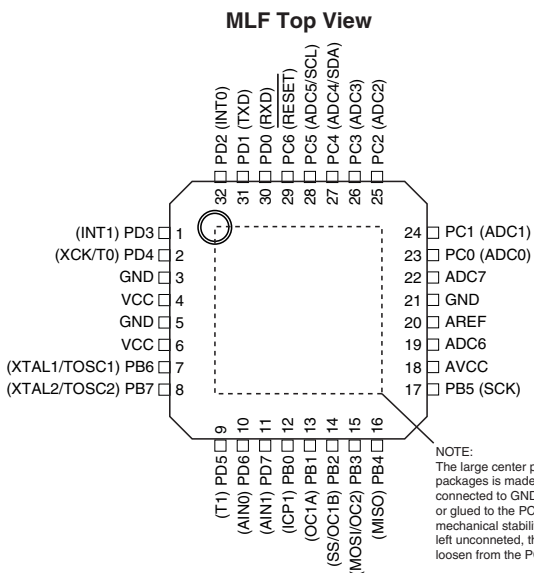 MLF Top View
PD2 (INT0)
PD1 (TXD)
PD0 (RXD)
PC6 (RESET)
PC5 (ADC5/SCL)
PC4 (ADC4/SDA)
PC3 (ADC3)
PC2 (ADC2)
32
31
30
29
28
27
26
25
(INT1) PD3 1
(XCK/T0) PD4 2
GND 3
VCC 4
GND 5
VCC 6
(XTAL1/TOSC1) PB6 7
(XTAL2/TOSC2) PB7 8
24 PC1 (ADC1)
23 PC0 (ADC0)
22 ADC7
21 GND
20 AREF
19 ADC6
18 AVCC
17 PB5 (SCK)
9
10
11
12
13
14
15
16
(T1) PD5
(AIN0) PD6
(AIN1) PD7
(ICP1) PB0
(OC1A) PB1
(SS/OC1B) PB2
(MOSI/OC2) PB3
(MISO) PB4
NOTE:
The large center p
packages is made
connected to GND
or glued to the PC
mechanical stabili
left unconneted, th
loosen from the PC